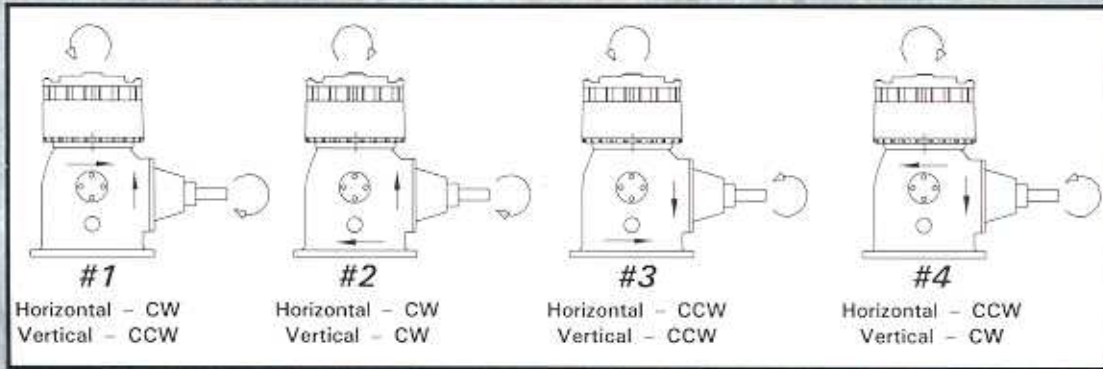 #1
Horizontal – CW
Vertical – CCW
#2
Horizontal – CW
Vertical – CW
#3
Horizontal – CCW
Vertical – CCW
#4
Horizontal – CCW
Vertical – CW